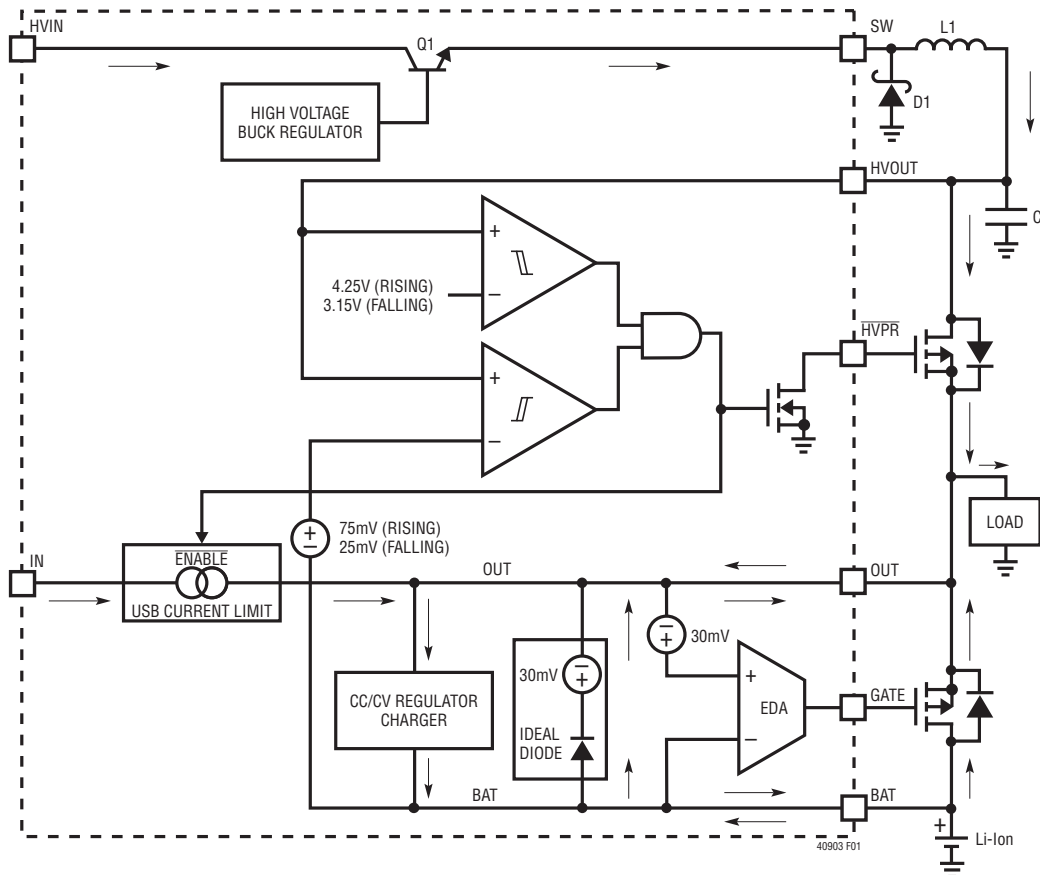 HVIN
Q1
SW
L1
HIGH VOLTAGE
BUCK REGULATOR
D1
HVOUT
C
+
4.25V (RISING)
3.15V (FALLING)
−
HVPR
+
−
75mV (RISING)
25mV (FALLING)
+
−
LOAD
IN
ENABLE
USB CURRENT LIMIT
OUT
OUT
−
+
30mV
30mV
−
+
CC/CV REGULATOR
CHARGER
IDEAL
DIODE
+
EDA
−
GATE
BAT
BAT
40903 F01
+
Li-Ion